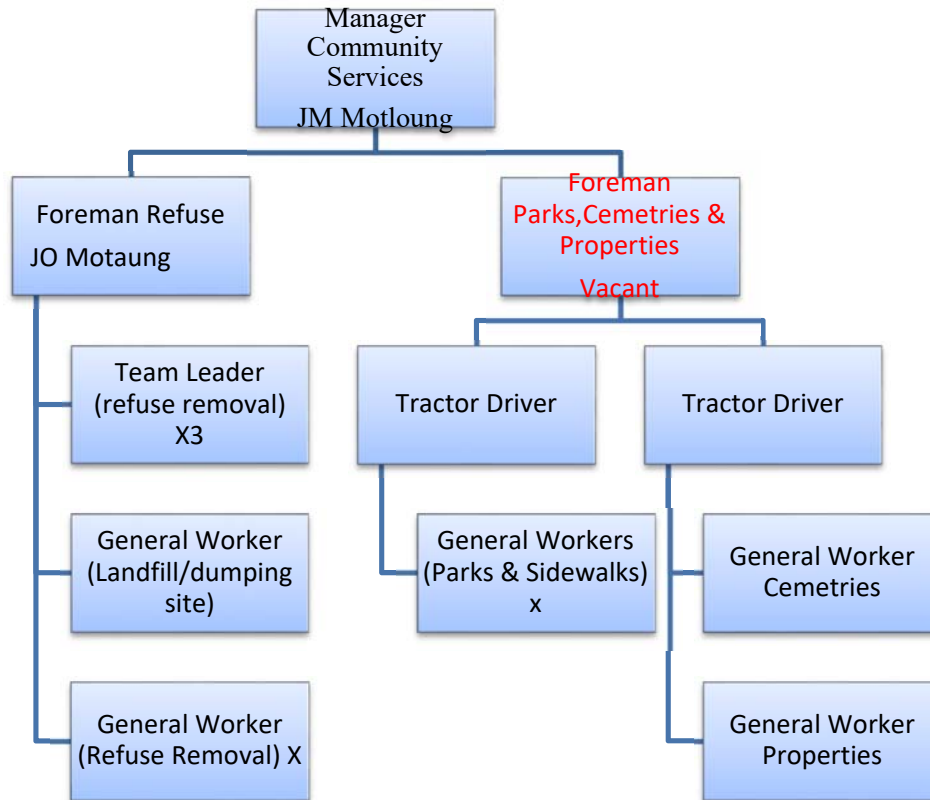 Manager
Community
Services
JM Motloung
Foreman Refuse
JO Motaung
Foreman
Parks,Cemetries &
Properties
Vacant
Team Leader
(refuse removal)
X3
Tractor Driver
Tractor Driver
General Worker
(Landfill/dumping
site)
General Workers
(Parks & Sidewalks)
x
General Worker
Cemetries
General Worker
(Refuse Removal) X
General Worker
Properties